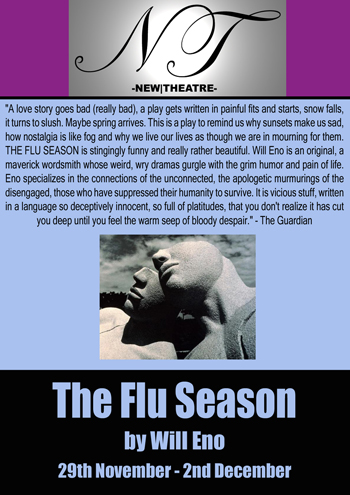 NT
-NEW|THEATRE-
"A love story goes bad (really bad), a play gets written in painful fits and starts, snow falls,
it turns to slush. Maybe spring arrives. This is a play to remind us why sunsets make us sad,
how nostalgia is like fog and why we live our lives as though we are in mourning for them.
THE FLU SEASON is stingingly funny and really rather beautiful. Will Eno is an original, a
maverick wordsmith whose weird, wry dramas gurgle with the grim humor and pain of life.
Eno specializes in the connections of the unconnected, the apologetic murmurings of the
disengaged, those who have suppressed their humanity to survive. It is vicious stuff, written
in a language so deceptively innocent, so full of platitudes, that you don't realize it has cut
you deep until you feel the warm seep of bloody despair." - The Guardian
The Flu Season
by Will Eno
29th November - 2nd December